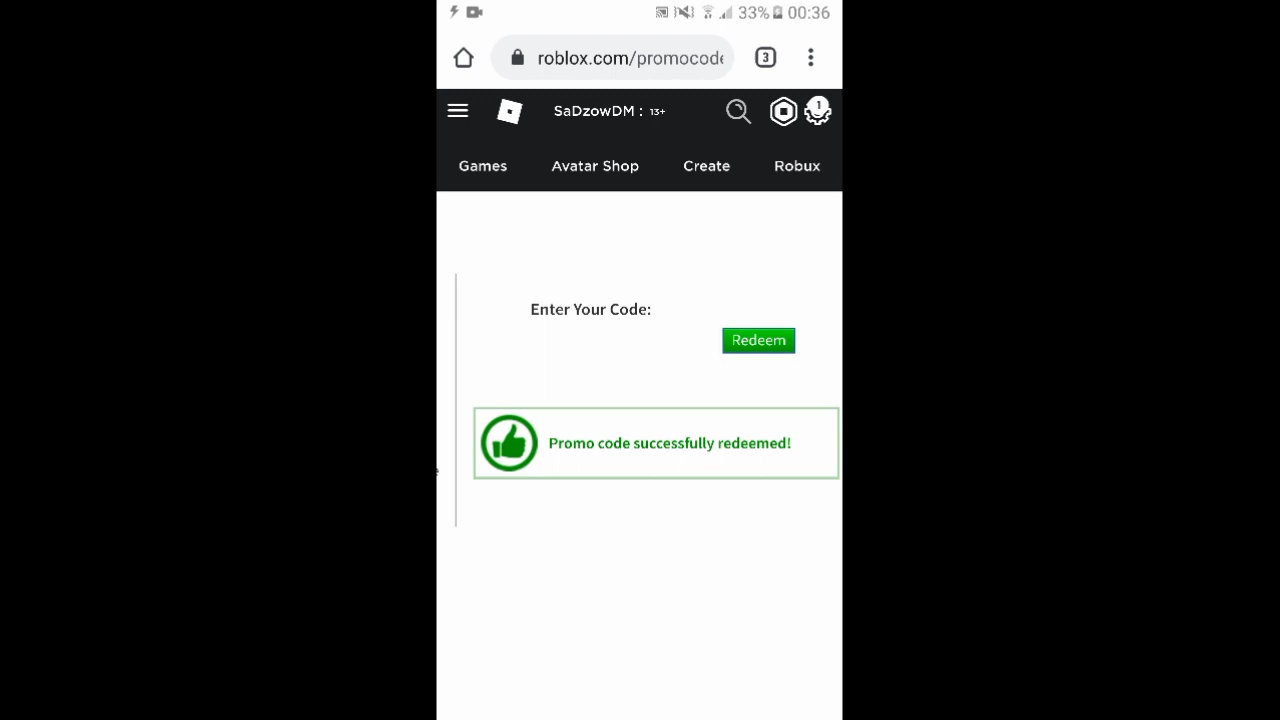 33% 00:36
roblox.com/promocode
3
SaDzowDM : 13+
1
Games Avatar Shop Create Robux
Enter Your Code:
Redeem
Promo code successfully redeemed!
e